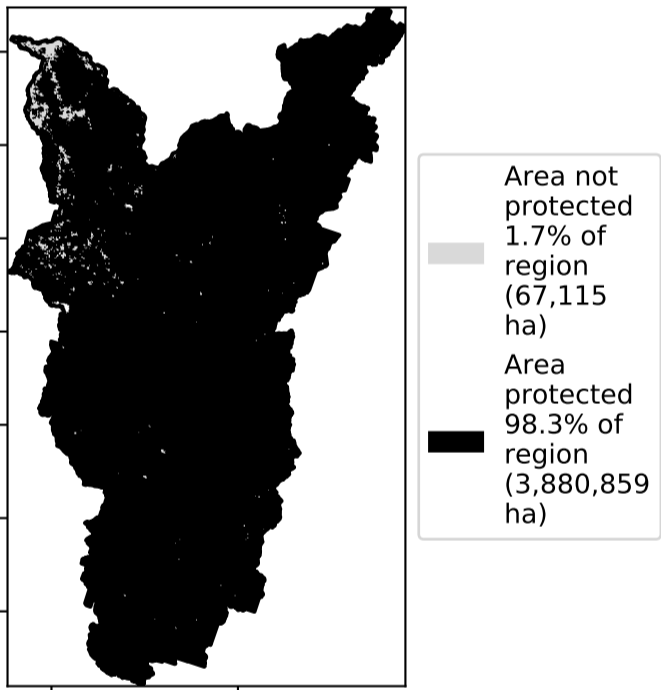 Area not
protected
1.7% of
region
(67,115
ha)
Area
protected
98.3% of
region
(3,880,859
ha)